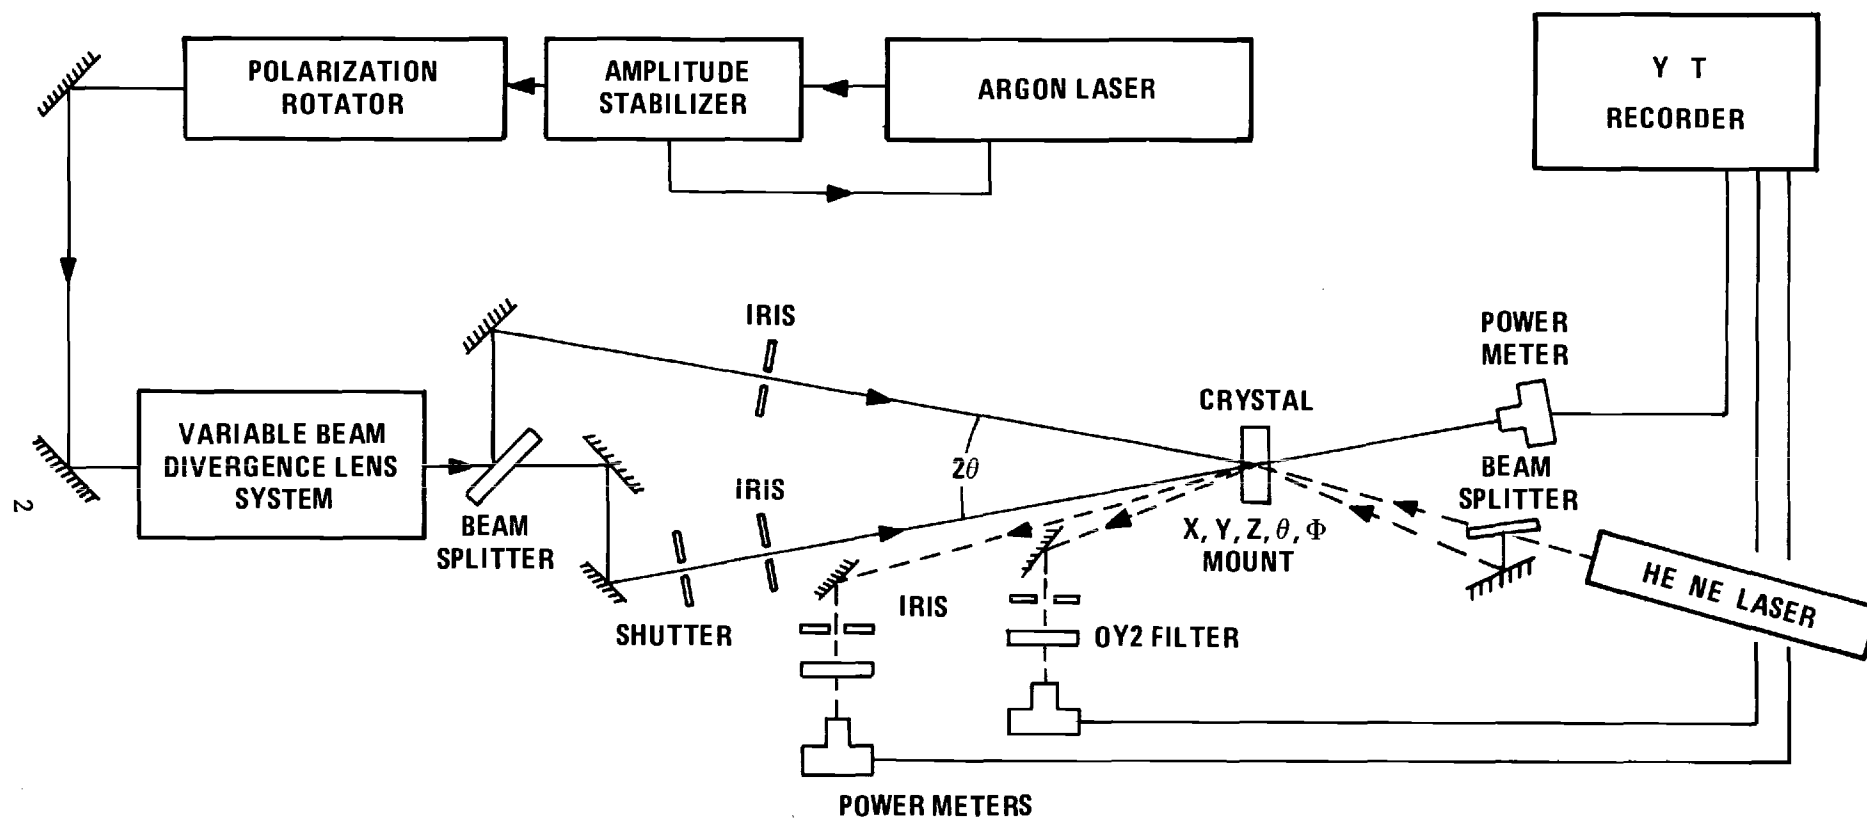 POLARIZATION
ROTATOR
AMPLITUDE
STABILIZER
ARGON LASER
Y T
RECORDER
IRIS
POWER
METER
CRYSTAL
VARIABLE BEAM
DIVERGENCE LENS
SYSTEM
2θ
IRIS
BEAM
SPLITTER
BEAM
SPLITTER
X, Y, Z, θ, Φ
MOUNT
HE NE LASER
SHUTTER
IRIS
OY2 FILTER
POWER METERS
2